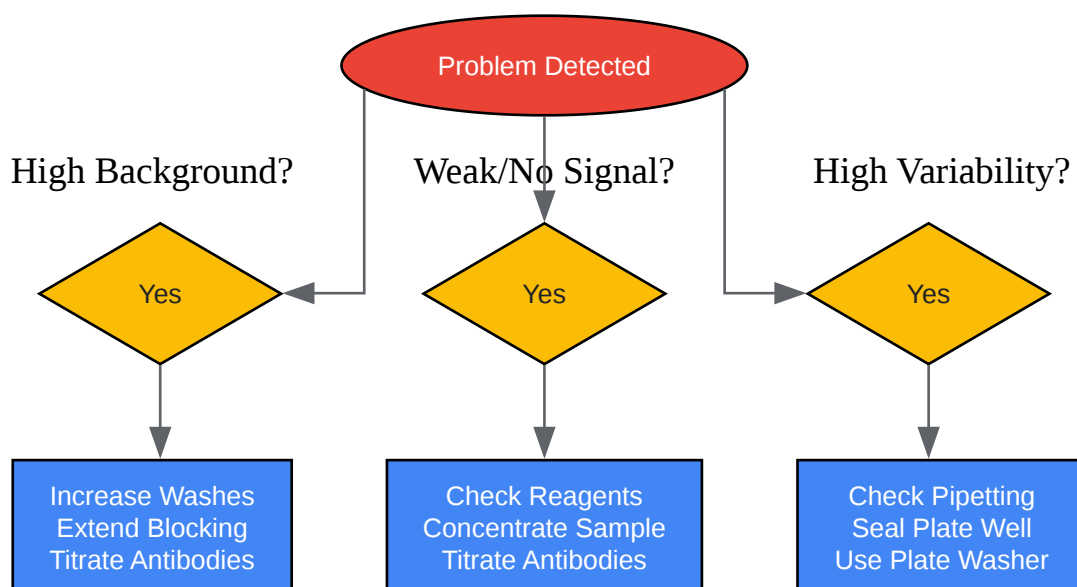 Problem Detected
High Background?
Weak/No Signal?
High Variability?
Yes
Yes
Yes
Increase Washes
Extend Blocking
Titrate Antibodies
Check Reagents
Concentrate Sample
Titrate Antibodies
Check Pipetting
Seal Plate Well
Use Plate Washer